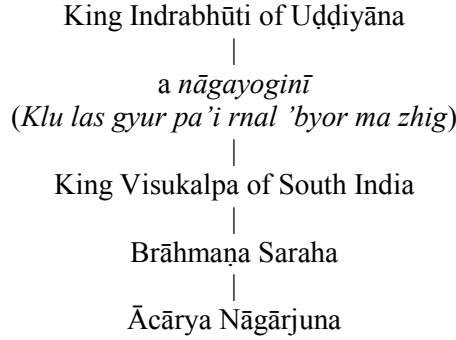 King Indrabhūti of Uḍḍiyāna
|
a nāgayoginī
(Klu las gyur pa’i rnal ’byor ma zhig)
|
King Visukalpa of South India
|
Brāhmaṇa Saraha
|
Ācārya Nāgārjuna